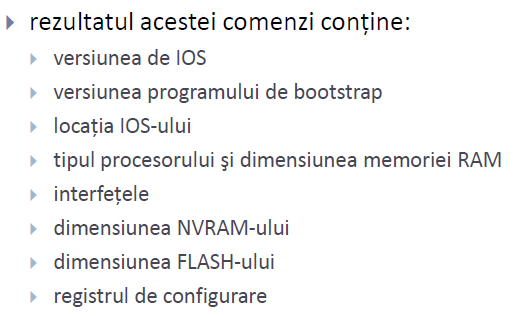 rezultatul acestei comenzi conține:
versiunea de IOS
versiunea programului de bootstrap
locația IOS-ului
tipul procesorului şi dimensiunea memoriei RAM
interfețele
dimensiunea NVRAM-ului
dimensiunea FLASH-ului
registrul de configurare